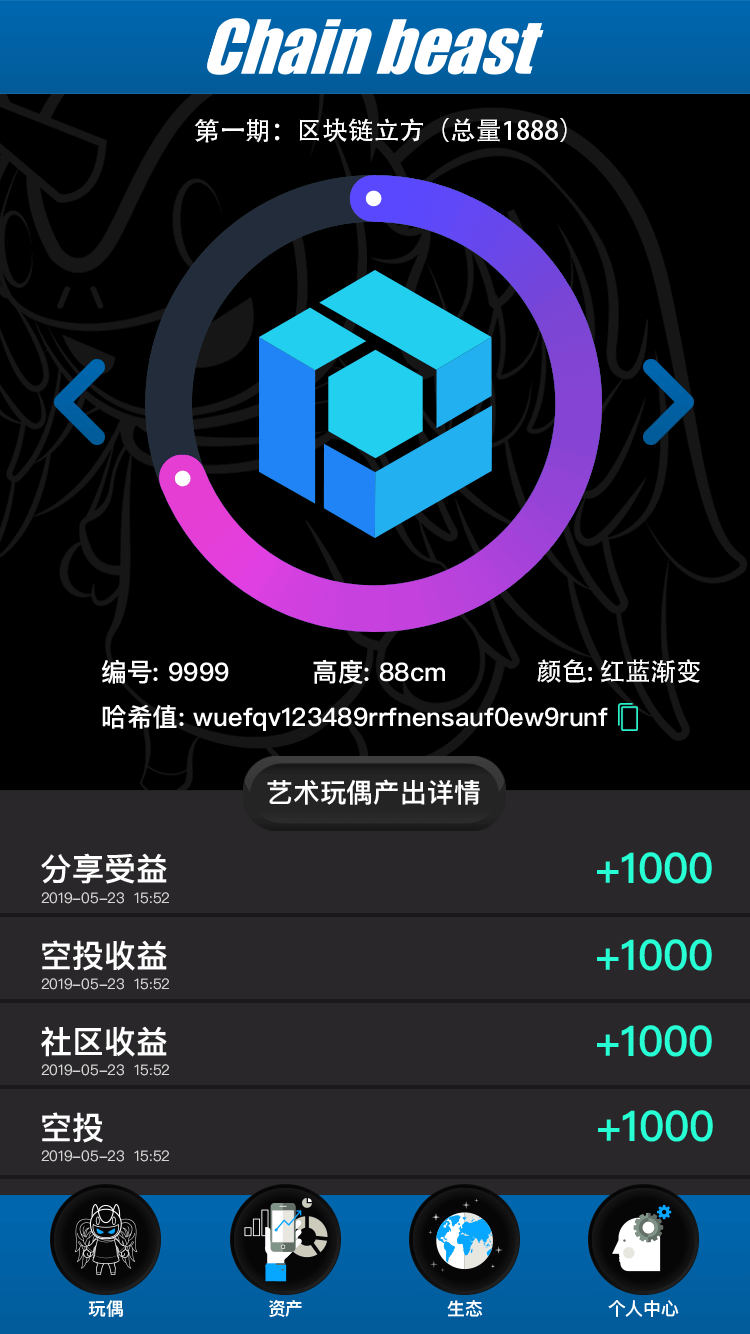 Chain beast
第一期：区块链立方（总量1888）
编号: 9999 高度: 88cm 颜色: 红蓝渐变
哈希值: wuefqv123489rrfnensauf0ew9runf
艺术玩偶产出详情
分享受益 +1000
2019-05-23 15:52
空投收益 +1000
2019-05-23 15:52
社区收益 +1000
2019-05-23 15:52
空投 +1000
2019-05-23 15:52
玩偶 资产 生态 个人中心